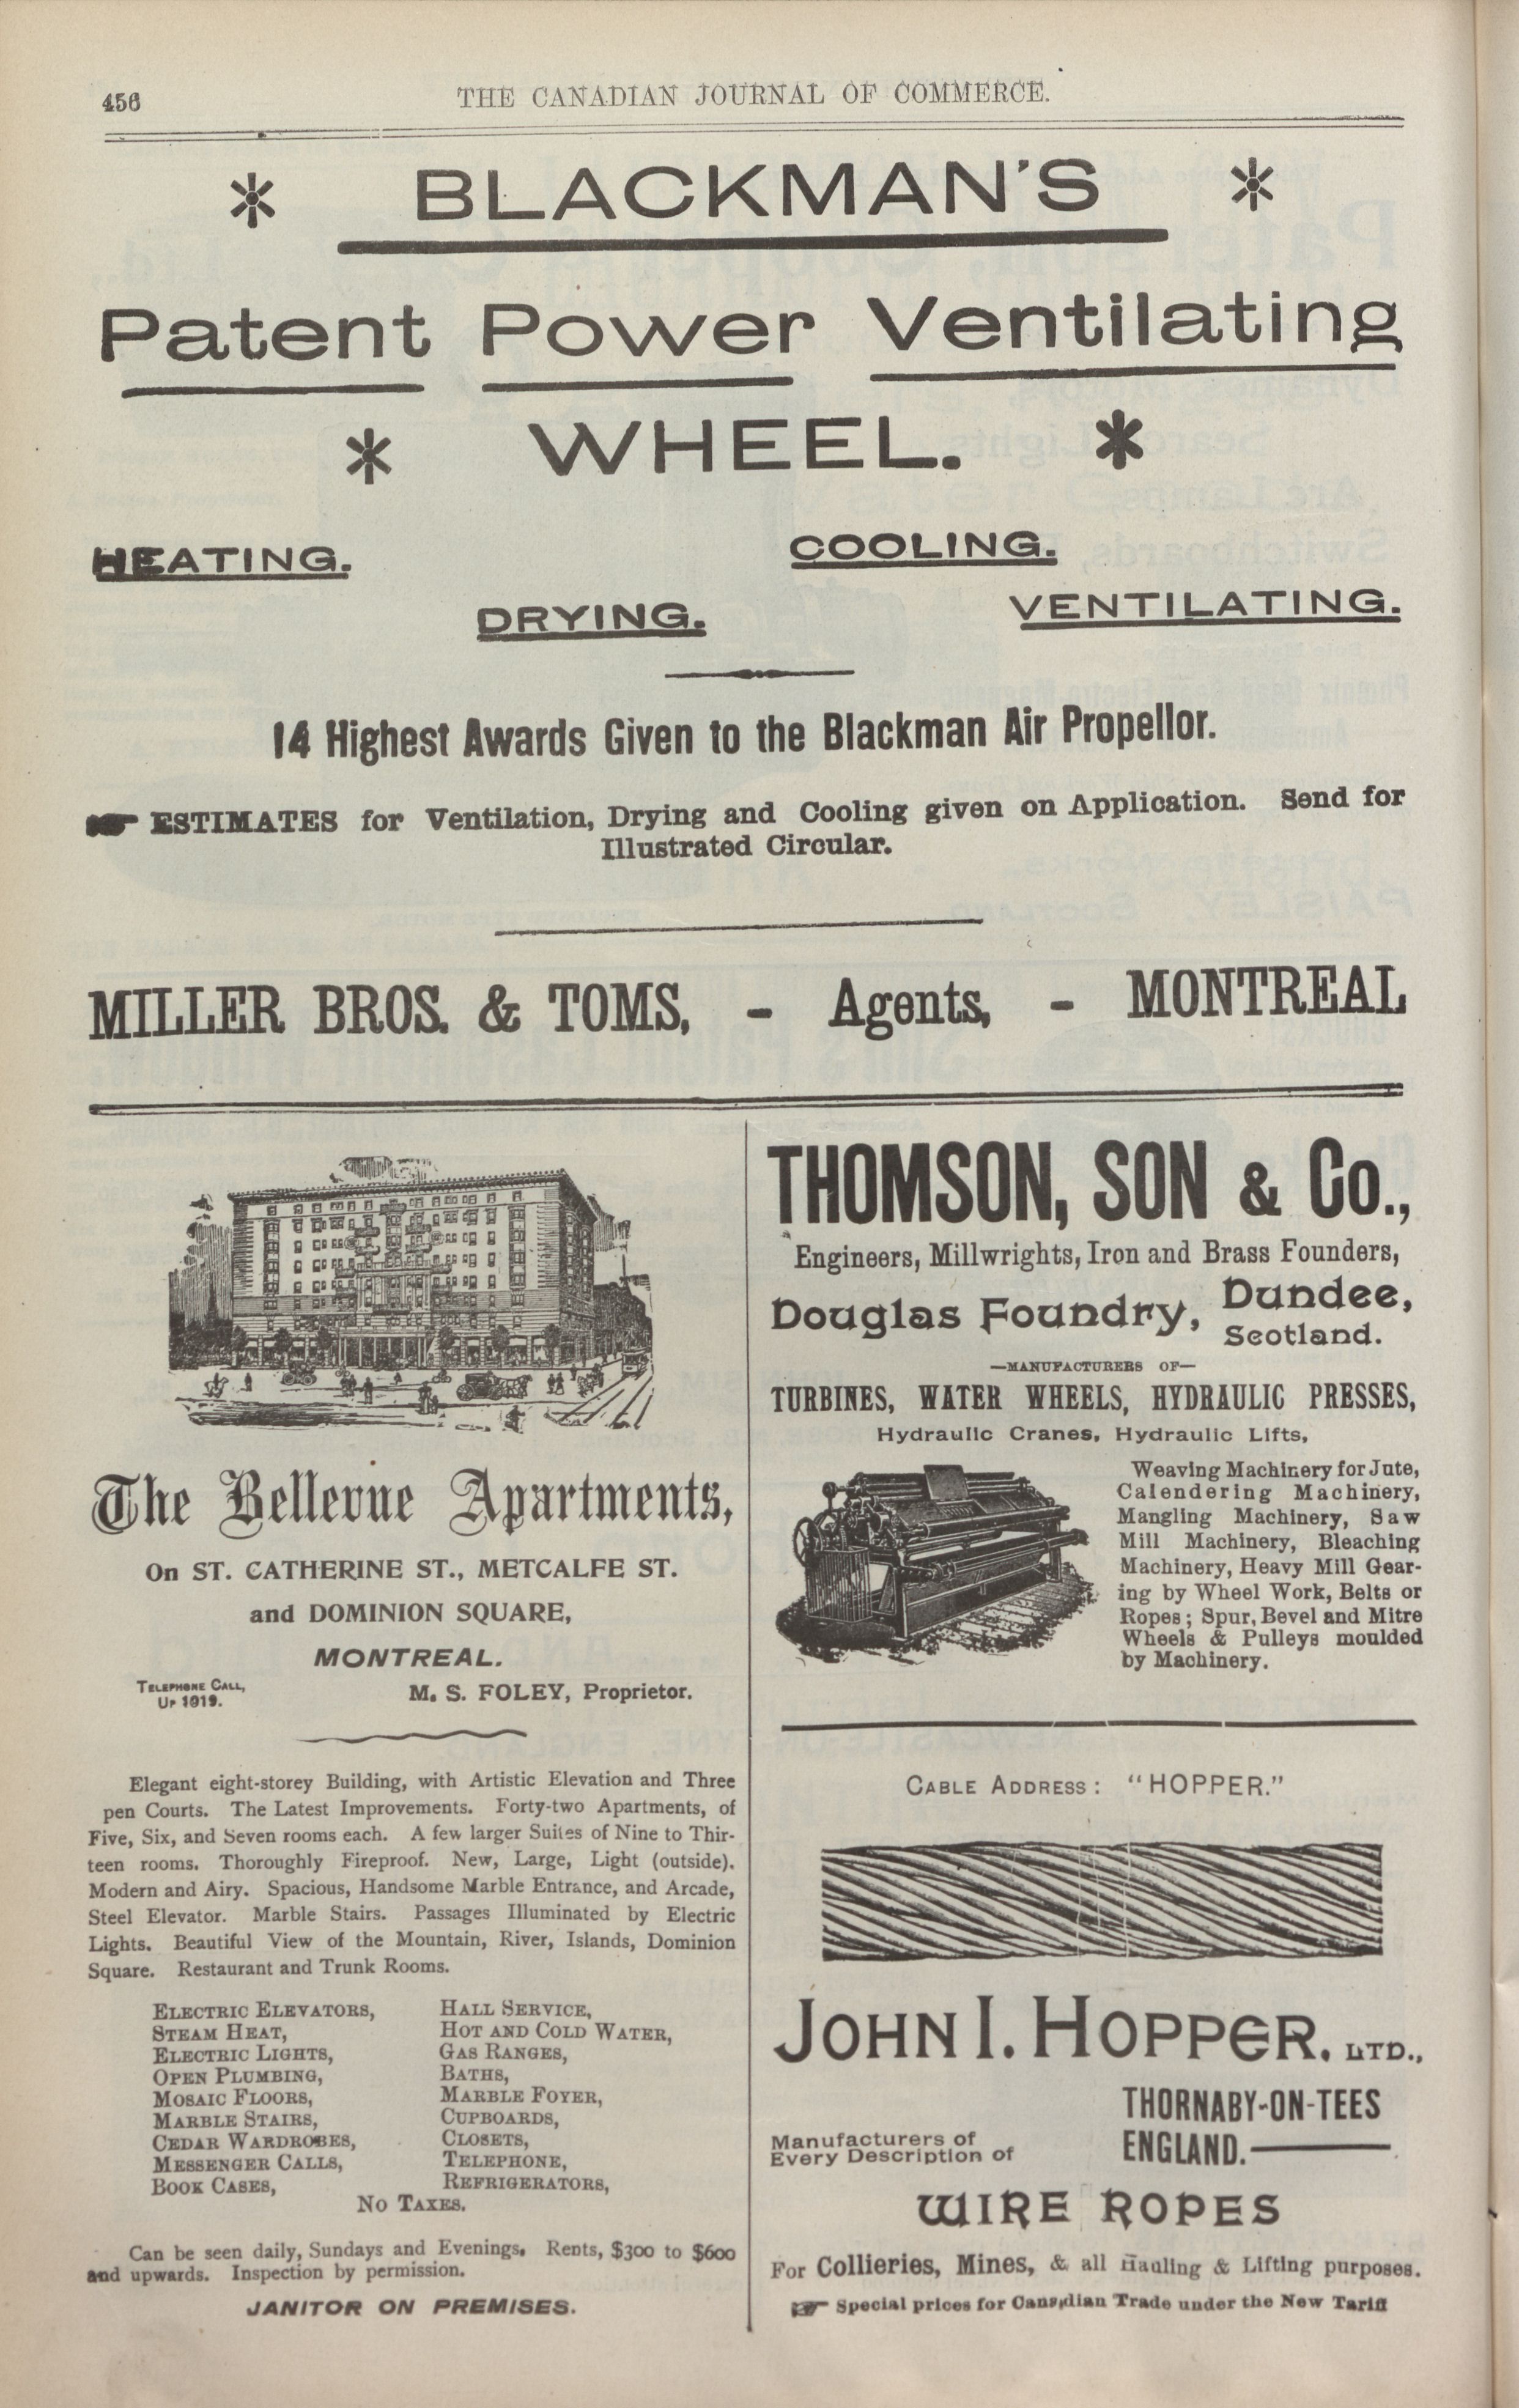 456
THE CANADIAN JOURNAL OF COMMERCE.
* BLACKMAN'S *
Patent Power Ventilating
* WHEEL. *
HEATING.
COOLING.
DRYING.
VENTILATING.
14 Highest Awards Given to the Blackman Air Propellor.
ESTIMATES for Ventilation, Drying and Cooling given on Application. Send for
Illustrated Circular.
MILLER BROS. & TOMS, - Agents, - MONTREAL
The Bellevue Apartments,
On ST. CATHERINE ST., METCALFE ST.
and DOMINION SQUARE,
MONTREAL.
TELEPHONE CALL,
UP 1019.
M. S. FOLEY, Proprietor.
Elegant eight-storey Building, with Artistic Elevation and Three
pen Courts. The Latest Improvements. Forty-two Apartments, of
Five, Six, and Seven rooms each. A few larger Suites of Nine to Thir-
teen rooms. Thoroughly Fireproof. New, Large, Light (outside).
Modern and Airy. Spacious, Handsome Marble Entrance, and Arcade,
Steel Elevator. Marble Stairs. Passages Illuminated by Electric
Lights. Beautiful View of the Mountain, River, Islands, Dominion
Square. Restaurant and Trunk Rooms.
ELECTRIC ELEVATORS,
STEAM HEAT,
ELECTRIC LIGHTS,
OPEN PLUMBING,
MOSAIC FLOORS,
MARBLE STAIRS,
CEDAR WARDROBES,
MESSENGER CALLS,
BOOK CASES,
HALL SERVICE,
HOT AND COLD WATER,
GAS RANGES,
BATHS,
MARBLE FOYER,
CUPBOARDS,
CLOSETS,
TELEPHONE,
REFRIGERATORS,
NO TAXES.
Can be seen daily, Sundays and Evenings. Rents, $300 to $600
and upwards. Inspection by permission.
JANITOR ON PREMISES.
THOMSON, SON & Co.,
Engineers, Millwrights, Iron and Brass Founders,
Douglas Foundry, Dundee,
Scotland.
—MANUFACTURERS OF—
TURBINES, WATER WHEELS, HYDRAULIC PRESSES,
Hydraulic Cranes, Hydraulic Lifts,
Weaving Machinery for Jute,
Calendering Machinery,
Mangling Machinery, Saw
Mill Machinery, Bleaching
Machinery, Heavy Mill Gear-
ing by Wheel Work, Belts or
Ropes; Spur, Bevel and Mitre
Wheels & Pulleys moulded
by Machinery.
CABLE ADDRESS: "HOPPER."
JOHN I. HOPPER. LTD.,
THORNABY-ON-TEES
ENGLAND.
Manufacturers of
Every Description of
WIRE ROPES
For Collieries, Mines, & all Hauling & Lifting purposes.
Special prices for Canadian Trade under the New Tariff